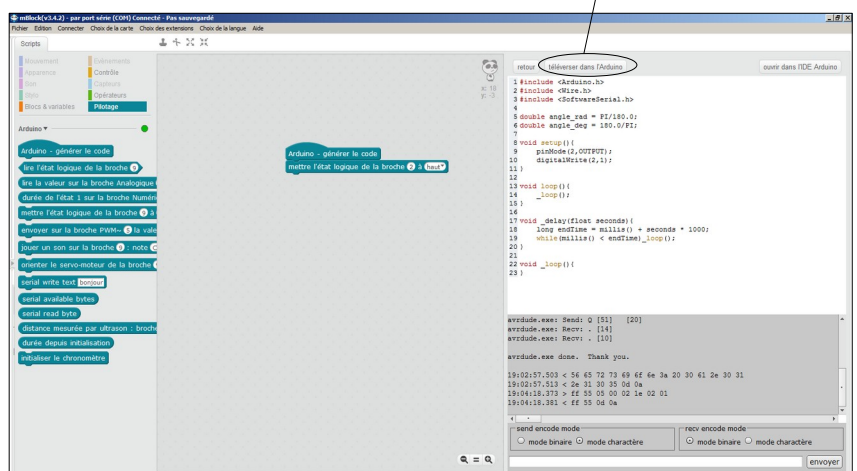 mBlock(v3.4.2) - par port série (COM) Connecté - Pas sauvegardé
Fichier Edition Connecter Choix de la carte Choix des extensions Choix de la langue Aide
Scripts
Mouvement
Evénements
Apparence
Contrôle
Son
Capteurs
Stylo
Opérateurs
Blocs & variables
Pilotage
Arduino
Arduino - générer le code
lire l'état logique de la broche 9
lire la valeur sur la broche Analogique
durée de l'état 1 sur la broche Numéri
mettre l'état logique de la broche 9 à
envoyer sur la broche PWM~ 5 la vale
jouer un son sur la broche 9 : note
orienter le servo-moteur de la broche
serial write text bonjour
serial available bytes
serial read byte
distance mesurée par ultrason : broche
durée depuis initialisation
initialiser le chronomètre
Arduino - générer le code
mettre l'état logique de la broche 2 à haut
x: 18
y: -3
retour
téléverser dans l'Arduino
ouvrir dans l'IDE Arduino
1 #include <Arduino.h>
2 #include <Wire.h>
3 #include <SoftwareSerial.h>
4
5 double angle_rad = PI/180.0;
6 double angle_deg = 180.0/PI;
7
8 void setup(){
9 pinMode(2,OUTPUT);
10 digitalWrite(2,1);
11 }
12
13 void loop(){
14 _loop();
15 }
16
17 void _delay(float seconds){
18 long endTime = millis() + seconds * 1000;
19 while(millis() < endTime)_loop();
20 }
21
22 void _loop(){
23 }
avrdude.exe: Send: Q [51] [20]
avrdude.exe: Recv: . [14]
avrdude.exe: Recv: . [10]
avrdude.exe done. Thank you.
19:02:57.503 < 56 65 72 73 69 6f 6e 3a 20 30 61 2e 30 31
19:02:57.513 < 2e 31 30 35 0d 0a
19:04:18.373 > ff 55 05 00 02 1e 02 01
19:04:18.381 < ff 55 0d 0a
send encode mode
mode binaire mode charactère
recv encode mode
mode binaire mode charactère
envoyer